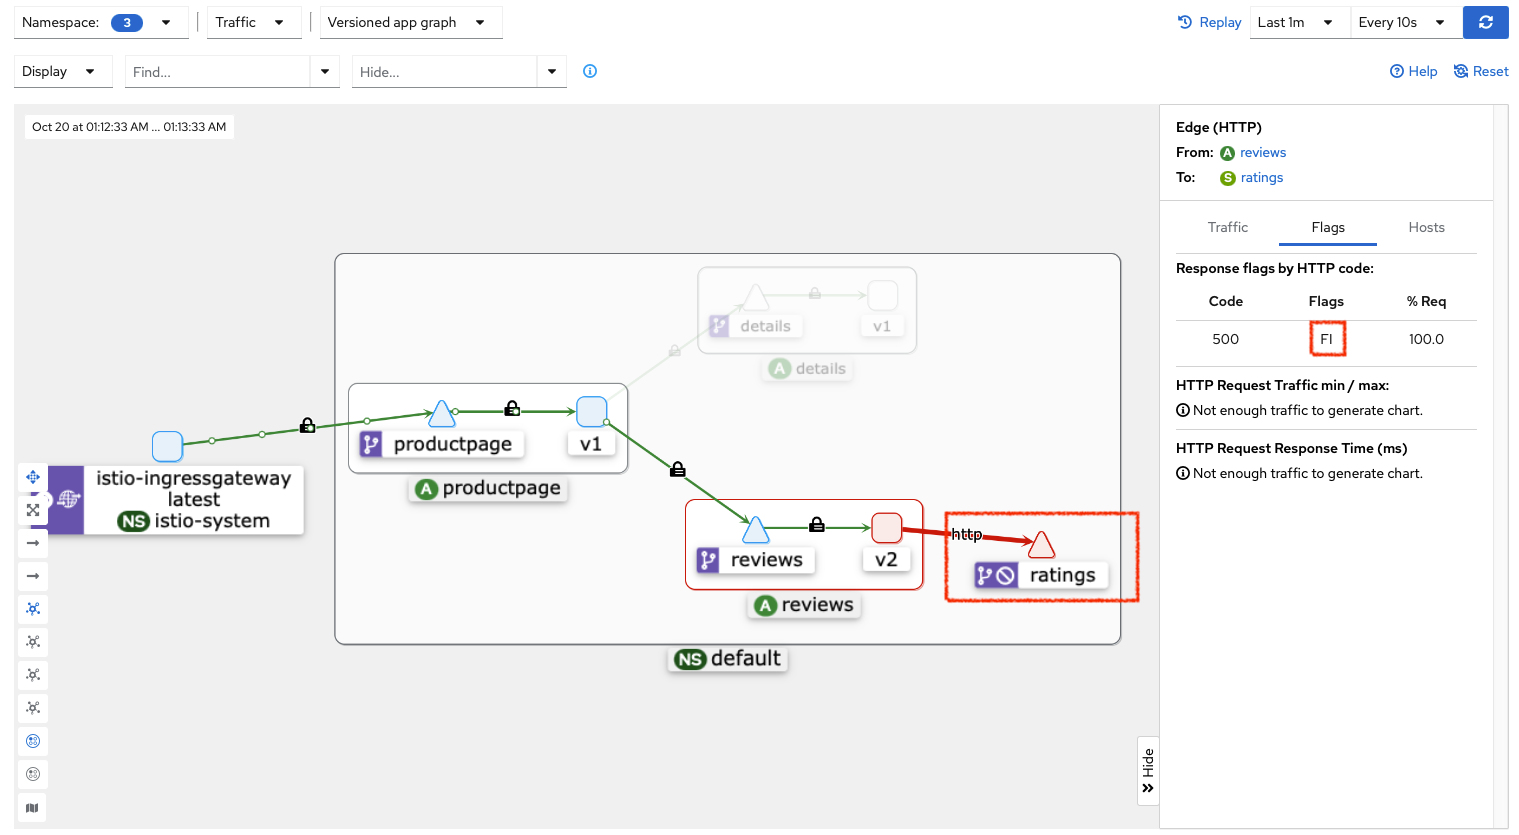 Namespace: 3
Traffic
Versioned app graph
Replay
Last 1m
Every 10s
Display
Find...
Hide...
Help
Reset
Oct 20 at 01:12:33 AM ... 01:13:33 AM
details
v1
A details
productpage
v1
A productpage
istio-ingressgateway
latest
NS istio-system
reviews
v2
A reviews
http
ratings
NS default
Hide
Edge (HTTP)
From: A reviews
To: S ratings
Traffic Flags Hosts
Response flags by HTTP code:
Code Flags % Req
500 FI 100.0
HTTP Request Traffic min / max:
Not enough traffic to generate chart.
HTTP Request Response Time (ms)
Not enough traffic to generate chart.